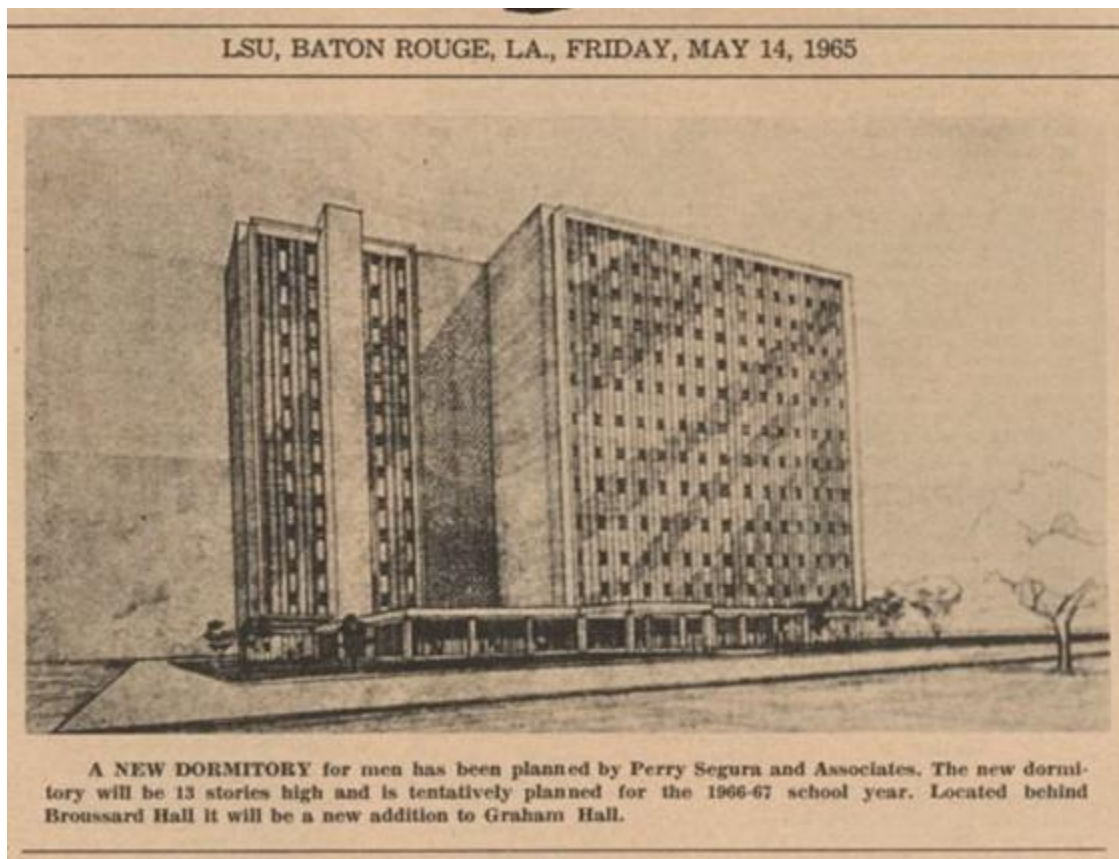 LSU, BATON ROUGE, LA., FRIDAY, MAY 14, 1965
A NEW DORMITORY for men has been planned by Perry Segura and Associates. The new dormi-
tory will be 13 stories high and is tentatively planned for the 1966-67 school year. Located behind
Broussard Hall it will be a new addition to Graham Hall.